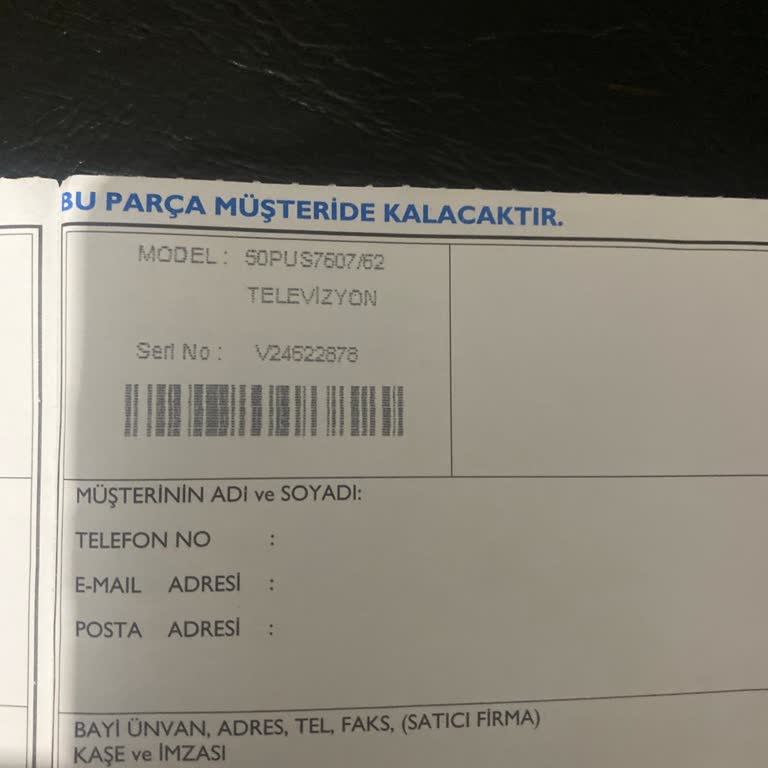 BU PARÇA MÜŞTERİDE KALACAKTIR.
MODEL : 50PUS7607/62
TELEVİZYON
Seri No : V24622878
MÜŞTERİNİN ADI ve SOYADI:
TELEFON NO :
E-MAIL ADRESİ :
POSTA ADRESİ :
BAYİ ÜNVAN, ADRES, TEL, FAKS, (SATICI FİRMA)
KAŞE ve İMZASI